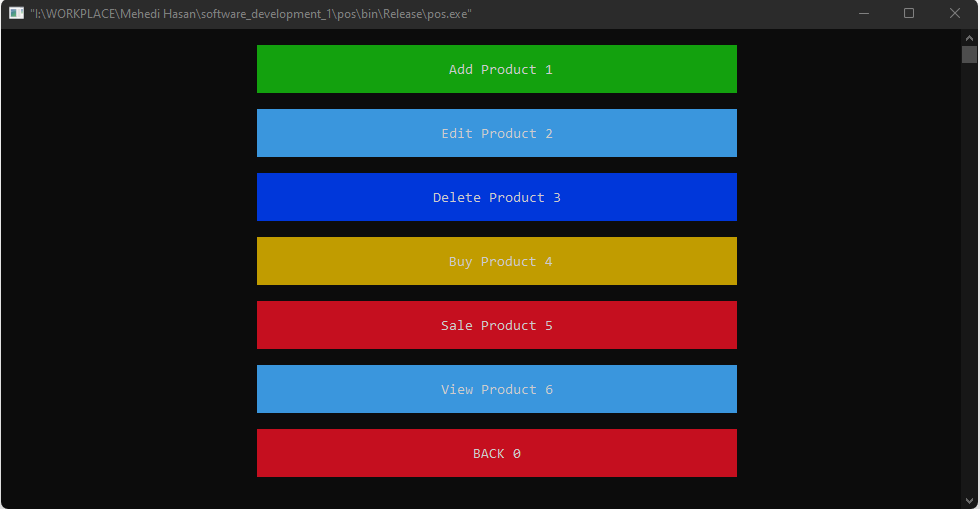 "I:\WORKPLACE\Mehedi Hasan\software_development_1\pos\bin\Release\pos.exe"
Add Product 1
Edit Product 2
Delete Product 3
Buy Product 4
Sale Product 5
View Product 6
BACK 0